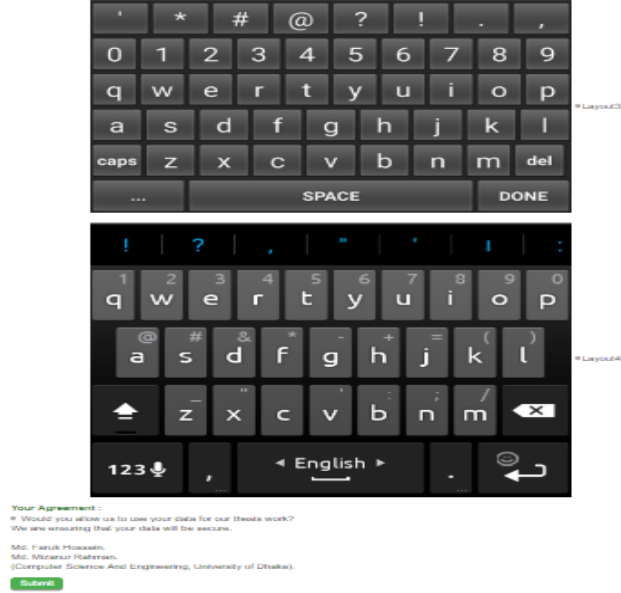 ' * # @ ? ! . ,
0 1 2 3 4 5 6 7 8 9
q w e r t y u i o p
a s d f g h j k l
caps z x c v b n m del
... SPACE DONE
Layout3
! ? , " ' ı :
1 2 3 4 5 6 7 8 9 0
q w e r t y u i o p
@ # & * - + = ( )
a s d f g h j k l
_ " ' : ; /
z x c v b n m
123 , English .
... ...
Layout4
Your Agreement :
Would you allow us to use your data for our thesis work?
We are ensuring that your data will be secure.
Md. Faruk Hossain.
Md. Mizanur Rahman.
(Computer Science And Engineering, University of Dhaka).
Submit